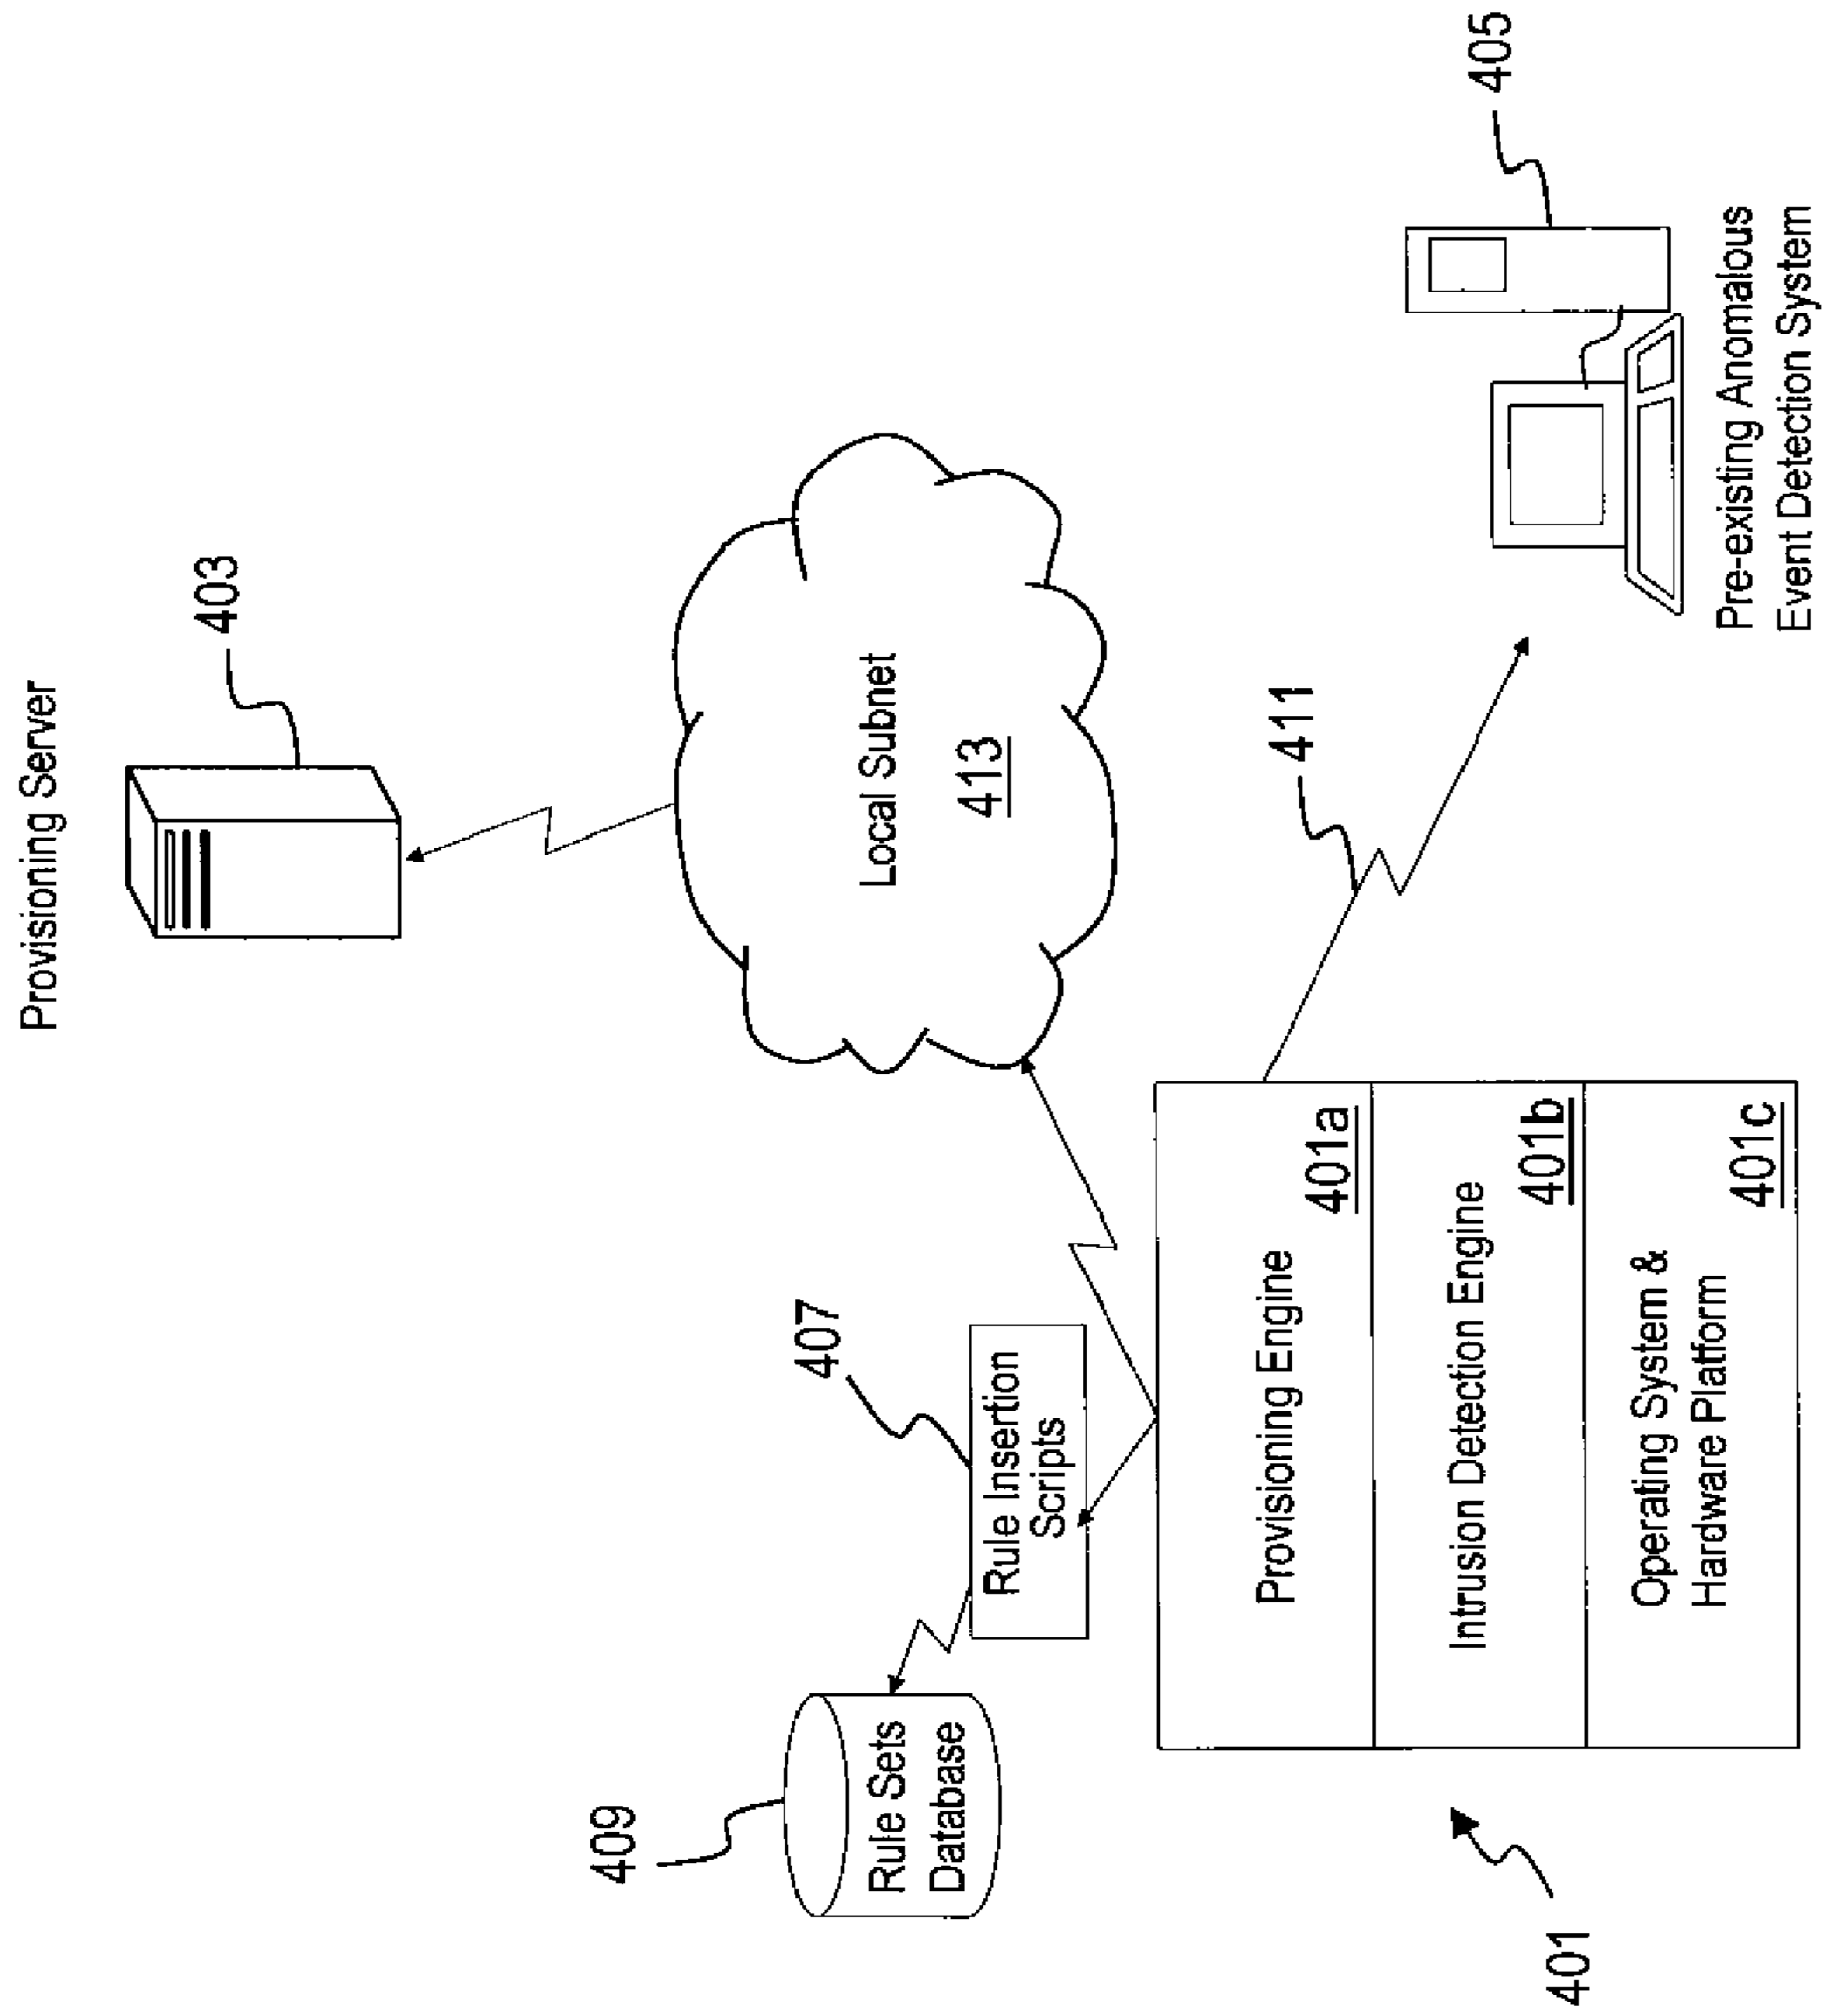 Provisioning Server
403
409
Rule Sets
Database
407
Rule Insertion
Scripts
Local Subnet
413
411
405
Pre-existing Anomalous
Event Detection System
Provisioning Engine
401a
Intrusion Detection Engine
401b
Operating System &
Hardware Platform
401c
401